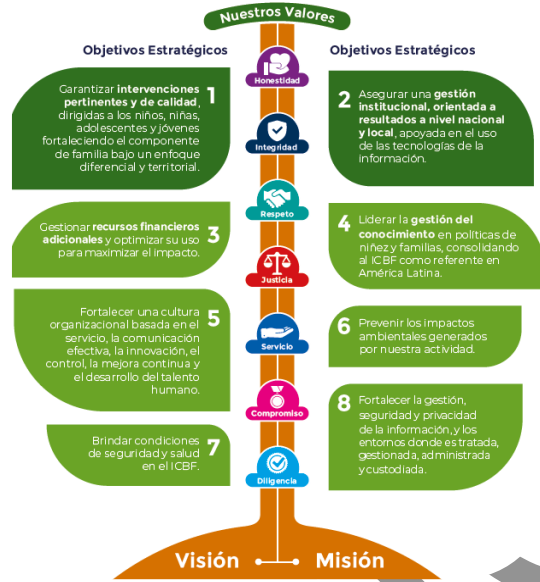 Nuestros Valores
Objetivos Estratégicos
Objetivos Estratégicos
Honestidad
1
Garantizar intervenciones
pertinentes y de calidad,
dirigidas a los niños, niñas,
adolescentes y jóvenes
fortaleciendo el componente
de familia bajo un enfoque
diferencial y territorial.
2
Asegurar una gestión
institucional, orientada a
resultados a nivel nacional
y local, apoyada en el uso
de las tecnologías de la
información.
Integridad
Respeto
3
Gestionar recursos financieros
adicionales y optimizar su uso
para maximizar el impacto.
4
Liderar la gestión del
conocimiento en políticas de
niñez y familias, consolidando
al ICBF como referente en
América Latina.
Justicia
5
Fortalecer una cultura
organizacional basada en el
servicio, la comunicación
efectiva, la innovación, el
control, la mejora continua y
el desarrollo del talento
humano.
Servicio
6
Prevenir los impactos
ambientales generados
por nuestra actividad.
Compromiso
7
Brindar condiciones
de seguridad y salud
en el ICBF.
8
Fortalecer la gestión,
seguridad y privacidad
de la información, y los
entornos donde es tratada,
gestionada, administrada
y custodiada.
Diligencia
Visión
Misión